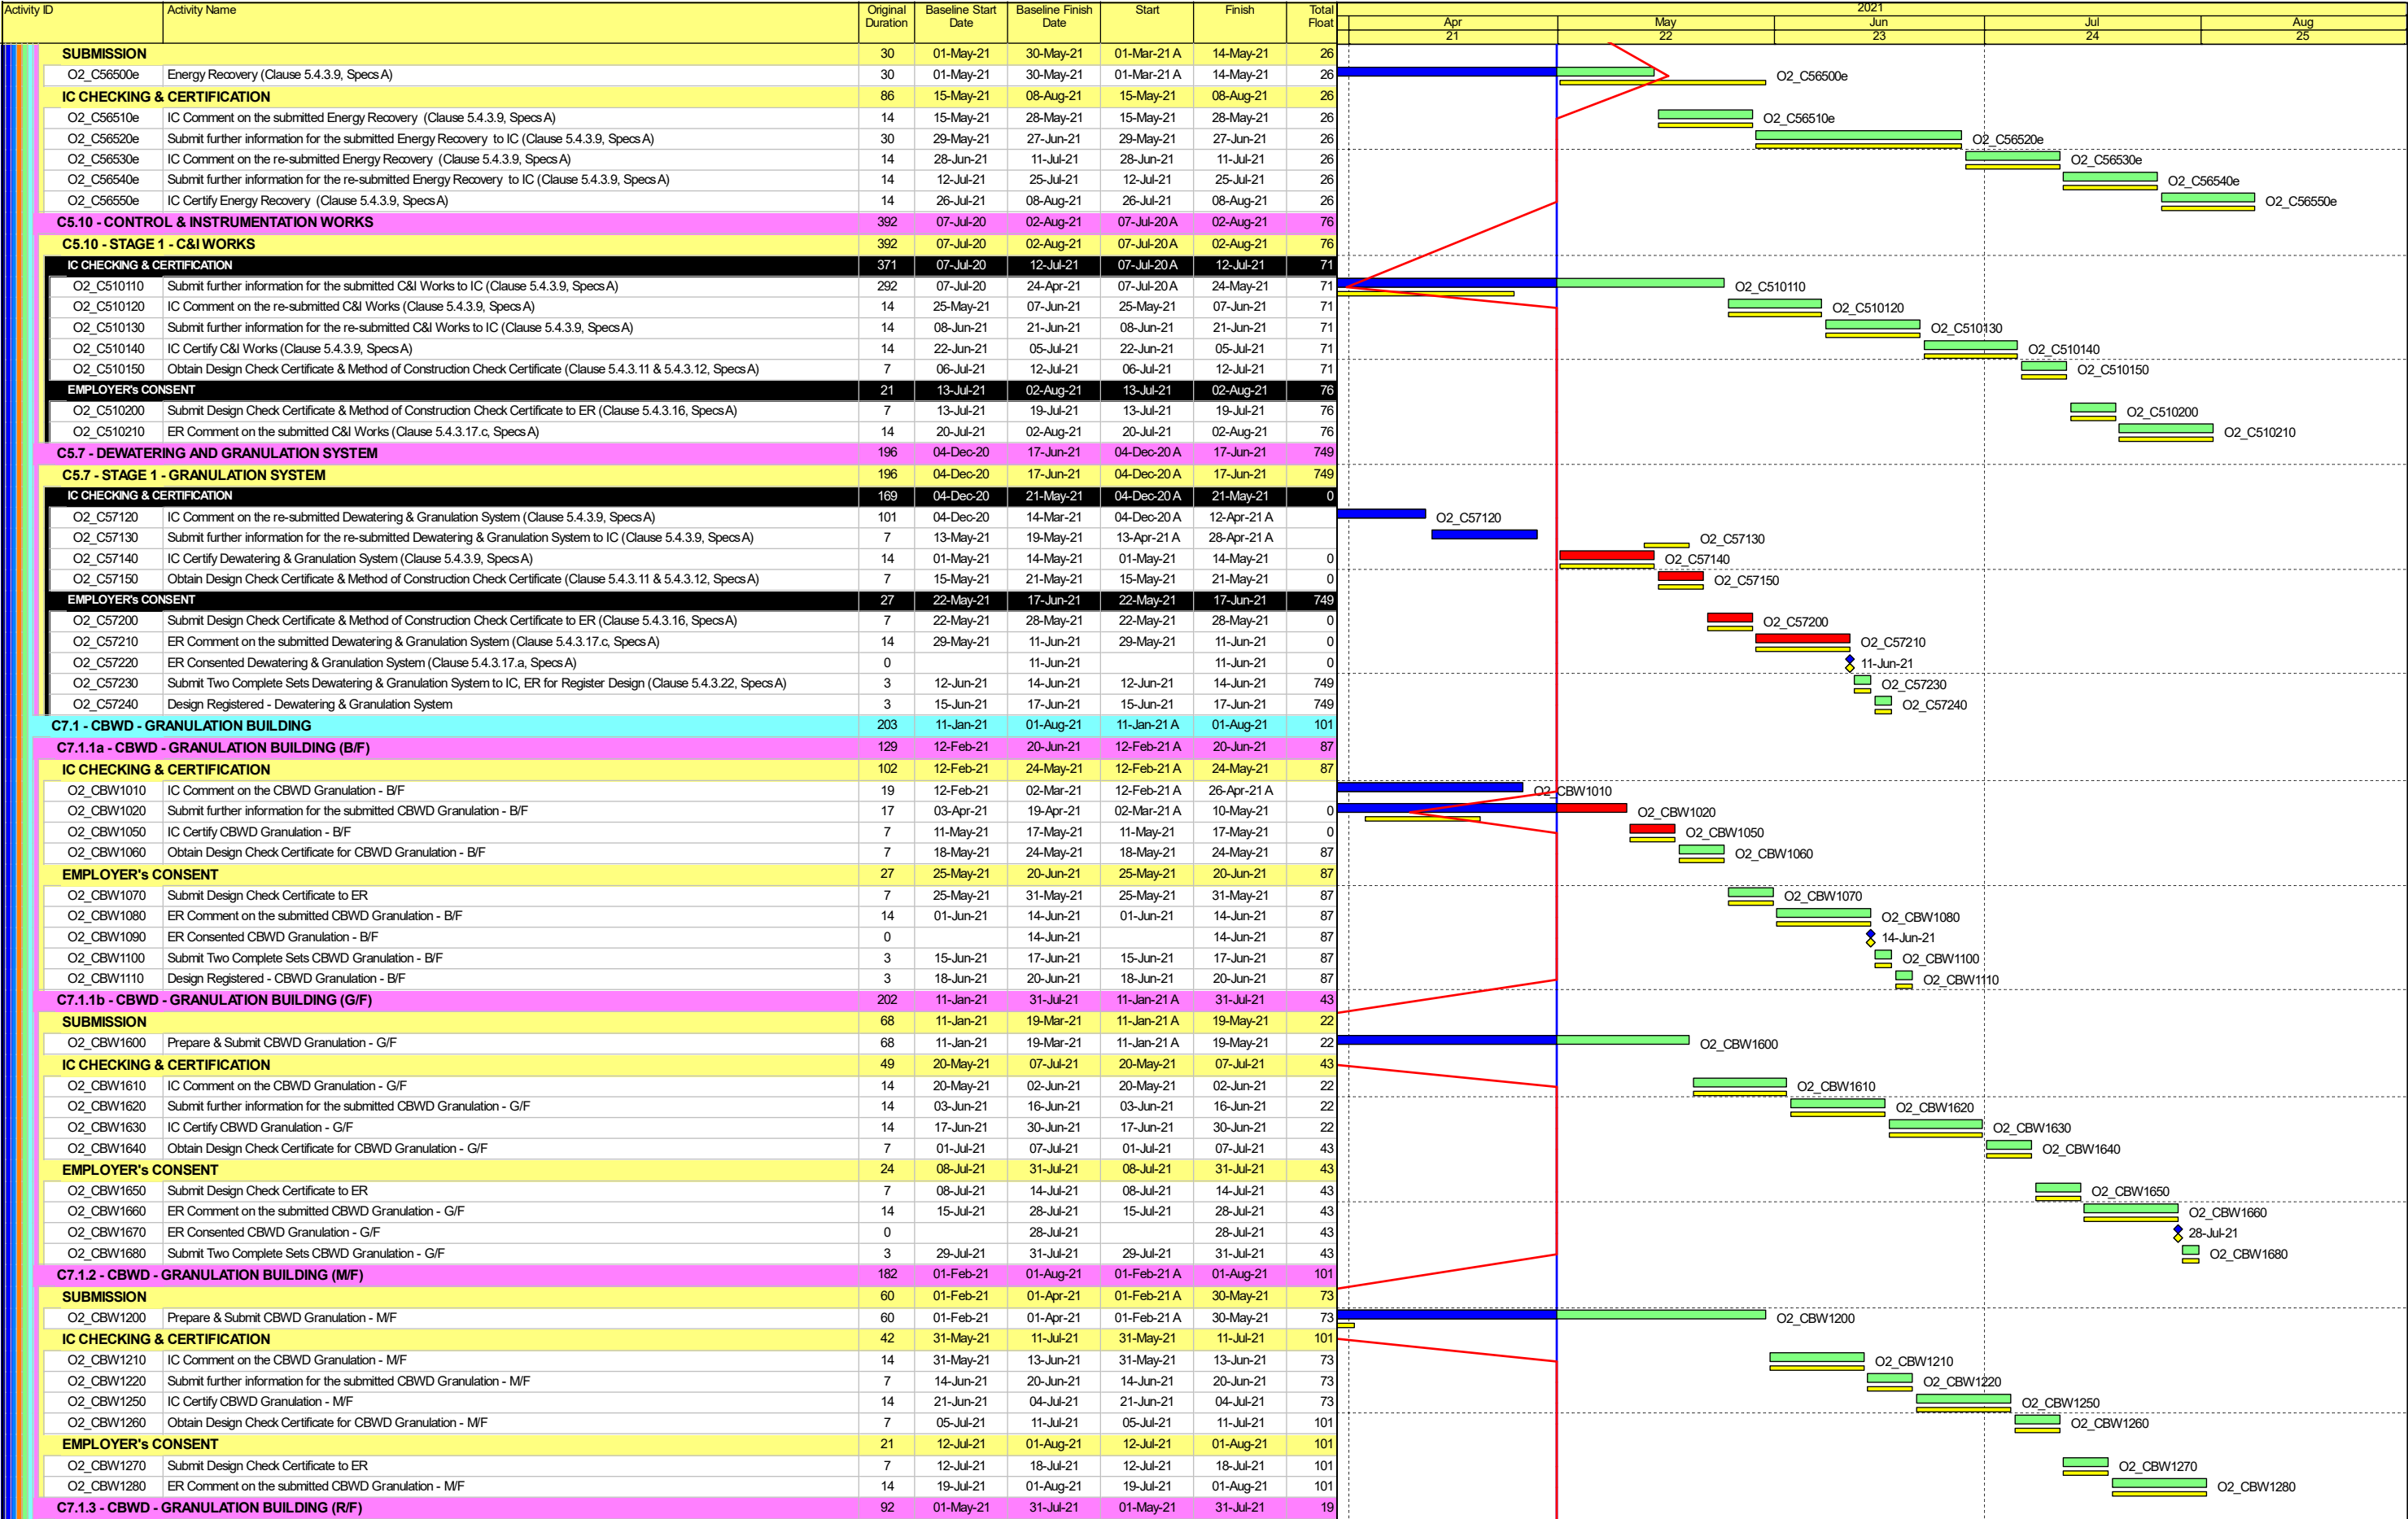 Activity ID Activity Name Original Duration Baseline Start Date Baseline Finish Date Start Finish Total Float 2021
Apr May Jun Jul Aug
21 22 23 24 25
SUBMISSION 30 01-May-21 30-May-21 01-Mar-21 A 14-May-21 26
O2_C56500e Energy Recovery (Clause 5.4.3.9, Specs A) 30 01-May-21 30-May-21 01-Mar-21 A 14-May-21 26 O2_C56500e
IC CHECKING & CERTIFICATION 86 15-May-21 08-Aug-21 15-May-21 08-Aug-21 26
O2_C56510e IC Comment on the submitted Energy Recovery (Clause 5.4.3.9, Specs A) 14 15-May-21 28-May-21 15-May-21 28-May-21 26 O2_C56510e
O2_C56520e Submit further information for the submitted Energy Recovery to IC (Clause 5.4.3.9, Specs A) 30 29-May-21 27-Jun-21 29-May-21 27-Jun-21 26 O2_C56520e
O2_C56530e IC Comment on the re-submitted Energy Recovery (Clause 5.4.3.9, Specs A) 14 28-Jun-21 11-Jul-21 28-Jun-21 11-Jul-21 26 O2_C56530e
O2_C56540e Submit further information for the re-submitted Energy Recovery to IC (Clause 5.4.3.9, Specs A) 14 12-Jul-21 25-Jul-21 12-Jul-21 25-Jul-21 26 O2_C56540e
O2_C56550e IC Certify Energy Recovery (Clause 5.4.3.9, Specs A) 14 26-Jul-21 08-Aug-21 26-Jul-21 08-Aug-21 26 O2_C56550e
C5.10 - CONTROL & INSTRUMENTATION WORKS 392 07-Jul-20 02-Aug-21 07-Jul-20 A 02-Aug-21 76
C5.10 - STAGE 1 - C&I WORKS 392 07-Jul-20 02-Aug-21 07-Jul-20 A 02-Aug-21 76
IC CHECKING & CERTIFICATION 371 07-Jul-20 12-Jul-21 07-Jul-20 A 12-Jul-21 71
O2_C510110 Submit further information for the submitted C&I Works to IC (Clause 5.4.3.9, Specs A) 292 07-Jul-20 24-Apr-21 07-Jul-20 A 24-May-21 71 O2_C510110
O2_C510120 IC Comment on the re-submitted C&I Works (Clause 5.4.3.9, Specs A) 14 25-May-21 07-Jun-21 25-May-21 07-Jun-21 71 O2_C510120
O2_C510130 Submit further information for the re-submitted C&I Works to IC (Clause 5.4.3.9, Specs A) 14 08-Jun-21 21-Jun-21 08-Jun-21 21-Jun-21 71 O2_C510130
O2_C510140 IC Certify C&I Works (Clause 5.4.3.9, Specs A) 14 22-Jun-21 05-Jul-21 22-Jun-21 05-Jul-21 71 O2_C510140
O2_C510150 Obtain Design Check Certificate & Method of Construction Check Certificate (Clause 5.4.3.11 & 5.4.3.12, Specs A) 7 06-Jul-21 12-Jul-21 06-Jul-21 12-Jul-21 71 O2_C510150
EMPLOYER's CONSENT 21 13-Jul-21 02-Aug-21 13-Jul-21 02-Aug-21 76
O2_C510200 Submit Design Check Certificate & Method of Construction Check Certificate to ER (Clause 5.4.3.16, Specs A) 7 13-Jul-21 19-Jul-21 13-Jul-21 19-Jul-21 76 O2_C510200
O2_C510210 ER Comment on the submitted C&I Works (Clause 5.4.3.17.c, Specs A) 14 20-Jul-21 02-Aug-21 20-Jul-21 02-Aug-21 76 O2_C510210
C5.7 - DEWATERING AND GRANULATION SYSTEM 196 04-Dec-20 17-Jun-21 04-Dec-20 A 17-Jun-21 749
C5.7 - STAGE 1 - GRANULATION SYSTEM 196 04-Dec-20 17-Jun-21 04-Dec-20 A 17-Jun-21 749
IC CHECKING & CERTIFICATION 169 04-Dec-20 21-May-21 04-Dec-20 A 21-May-21 0
O2_C57120 IC Comment on the re-submitted Dewatering & Granulation System (Clause 5.4.3.9, Specs A) 101 04-Dec-20 14-Mar-21 04-Dec-20 A 12-Apr-21 A O2_C57120
O2_C57130 Submit further information for the re-submitted Dewatering & Granulation System to IC (Clause 5.4.3.9, Specs A) 7 13-May-21 19-May-21 13-Apr-21 A 28-Apr-21 A O2_C57130
O2_C57140 IC Certify Dewatering & Granulation System (Clause 5.4.3.9, Specs A) 14 01-May-21 14-May-21 01-May-21 14-May-21 0 O2_C57140
O2_C57150 Obtain Design Check Certificate & Method of Construction Check Certificate (Clause 5.4.3.11 & 5.4.3.12, Specs A) 7 15-May-21 21-May-21 15-May-21 21-May-21 0 O2_C57150
EMPLOYER's CONSENT 27 22-May-21 17-Jun-21 22-May-21 17-Jun-21 749
O2_C57200 Submit Design Check Certificate & Method of Construction Check Certificate to ER (Clause 5.4.3.16, Specs A) 7 22-May-21 28-May-21 22-May-21 28-May-21 0 O2_C57200
O2_C57210 ER Comment on the submitted Dewatering & Granulation System (Clause 5.4.3.17.c, Specs A) 14 29-May-21 11-Jun-21 29-May-21 11-Jun-21 0 O2_C57210
O2_C57220 ER Consented Dewatering & Granulation System (Clause 5.4.3.17.a, Specs A) 0 11-Jun-21 11-Jun-21 0 11-Jun-21
O2_C57230 Submit Two Complete Sets Dewatering & Granulation System to IC, ER for Register Design (Clause 5.4.3.22, Specs A) 3 12-Jun-21 14-Jun-21 12-Jun-21 14-Jun-21 749 O2_C57230
O2_C57240 Design Registered - Dewatering & Granulation System 3 15-Jun-21 17-Jun-21 15-Jun-21 17-Jun-21 749 O2_C57240
C7.1 - CBWD - GRANULATION BUILDING 203 11-Jan-21 01-Aug-21 11-Jan-21 A 01-Aug-21 101
C7.1.1a - CBWD - GRANULATION BUILDING (B/F) 129 12-Feb-21 20-Jun-21 12-Feb-21 A 20-Jun-21 87
IC CHECKING & CERTIFICATION 102 12-Feb-21 24-May-21 12-Feb-21 A 24-May-21 87
O2_CBW1010 IC Comment on the CBWD Granulation - B/F 19 12-Feb-21 02-Mar-21 12-Feb-21 A 26-Apr-21 A O2_CBW1010
O2_CBW1020 Submit further information for the submitted CBWD Granulation - B/F 17 03-Apr-21 19-Apr-21 02-Mar-21 A 10-May-21 0 O2_CBW1020
O2_CBW1050 IC Certify CBWD Granulation - B/F 7 11-May-21 17-May-21 11-May-21 17-May-21 0 O2_CBW1050
O2_CBW1060 Obtain Design Check Certificate for CBWD Granulation - B/F 7 18-May-21 24-May-21 18-May-21 24-May-21 87 O2_CBW1060
EMPLOYER's CONSENT 27 25-May-21 20-Jun-21 25-May-21 20-Jun-21 87
O2_CBW1070 Submit Design Check Certificate to ER 7 25-May-21 31-May-21 25-May-21 31-May-21 87 O2_CBW1070
O2_CBW1080 ER Comment on the submitted CBWD Granulation - B/F 14 01-Jun-21 14-Jun-21 01-Jun-21 14-Jun-21 87 O2_CBW1080
O2_CBW1090 ER Consented CBWD Granulation - B/F 0 14-Jun-21 14-Jun-21 87 14-Jun-21
O2_CBW1100 Submit Two Complete Sets CBWD Granulation - B/F 3 15-Jun-21 17-Jun-21 15-Jun-21 17-Jun-21 87 O2_CBW1100
O2_CBW1110 Design Registered - CBWD Granulation - B/F 3 18-Jun-21 20-Jun-21 18-Jun-21 20-Jun-21 87 O2_CBW1110
C7.1.1b - CBWD - GRANULATION BUILDING (G/F) 202 11-Jan-21 31-Jul-21 11-Jan-21 A 31-Jul-21 43
SUBMISSION 68 11-Jan-21 19-Mar-21 11-Jan-21 A 19-May-21 22
O2_CBW1600 Prepare & Submit CBWD Granulation - G/F 68 11-Jan-21 19-Mar-21 11-Jan-21 A 19-May-21 22 O2_CBW1600
IC CHECKING & CERTIFICATION 49 20-May-21 07-Jul-21 20-May-21 07-Jul-21 43
O2_CBW1610 IC Comment on the CBWD Granulation - G/F 14 20-May-21 02-Jun-21 20-May-21 02-Jun-21 22 O2_CBW1610
O2_CBW1620 Submit further information for the submitted CBWD Granulation - G/F 14 03-Jun-21 16-Jun-21 03-Jun-21 16-Jun-21 22 O2_CBW1620
O2_CBW1630 IC Certify CBWD Granulation - G/F 14 17-Jun-21 30-Jun-21 17-Jun-21 30-Jun-21 22 O2_CBW1630
O2_CBW1640 Obtain Design Check Certificate for CBWD Granulation - G/F 7 01-Jul-21 07-Jul-21 01-Jul-21 07-Jul-21 43 O2_CBW1640
EMPLOYER's CONSENT 24 08-Jul-21 31-Jul-21 08-Jul-21 31-Jul-21 43
O2_CBW1650 Submit Design Check Certificate to ER 7 08-Jul-21 14-Jul-21 08-Jul-21 14-Jul-21 43 O2_CBW1650
O2_CBW1660 ER Comment on the submitted CBWD Granulation - G/F 14 15-Jul-21 28-Jul-21 15-Jul-21 28-Jul-21 43 O2_CBW1660
O2_CBW1670 ER Consented CBWD Granulation - G/F 0 28-Jul-21 28-Jul-21 43 28-Jul-21
O2_CBW1680 Submit Two Complete Sets CBWD Granulation - G/F 3 29-Jul-21 31-Jul-21 29-Jul-21 31-Jul-21 43 O2_CBW1680
C7.1.2 - CBWD - GRANULATION BUILDING (M/F) 182 01-Feb-21 01-Aug-21 01-Feb-21 A 01-Aug-21 101
SUBMISSION 60 01-Feb-21 01-Apr-21 01-Feb-21 A 30-May-21 73
O2_CBW1200 Prepare & Submit CBWD Granulation - M/F 60 01-Feb-21 01-Apr-21 01-Feb-21 A 30-May-21 73 O2_CBW1200
IC CHECKING & CERTIFICATION 42 31-May-21 11-Jul-21 31-May-21 11-Jul-21 101
O2_CBW1210 IC Comment on the CBWD Granulation - M/F 14 31-May-21 13-Jun-21 31-May-21 13-Jun-21 73 O2_CBW1210
O2_CBW1220 Submit further information for the submitted CBWD Granulation - M/F 7 14-Jun-21 20-Jun-21 14-Jun-21 20-Jun-21 73 O2_CBW1220
O2_CBW1250 IC Certify CBWD Granulation - M/F 14 21-Jun-21 04-Jul-21 21-Jun-21 04-Jul-21 73 O2_CBW1250
O2_CBW1260 Obtain Design Check Certificate for CBWD Granulation - M/F 7 05-Jul-21 11-Jul-21 05-Jul-21 11-Jul-21 101 O2_CBW1260
EMPLOYER's CONSENT 21 12-Jul-21 01-Aug-21 12-Jul-21 01-Aug-21 101
O2_CBW1270 Submit Design Check Certificate to ER 7 12-Jul-21 18-Jul-21 12-Jul-21 18-Jul-21 101 O2_CBW1270
O2_CBW1280 ER Comment on the submitted CBWD Granulation - M/F 14 19-Jul-21 01-Aug-21 19-Jul-21 01-Aug-21 101 O2_CBW1280
C7.1.3 - CBWD - GRANULATION BUILDING (R/F) 92 01-May-21 31-Jul-21 01-May-21 31-Jul-21 19